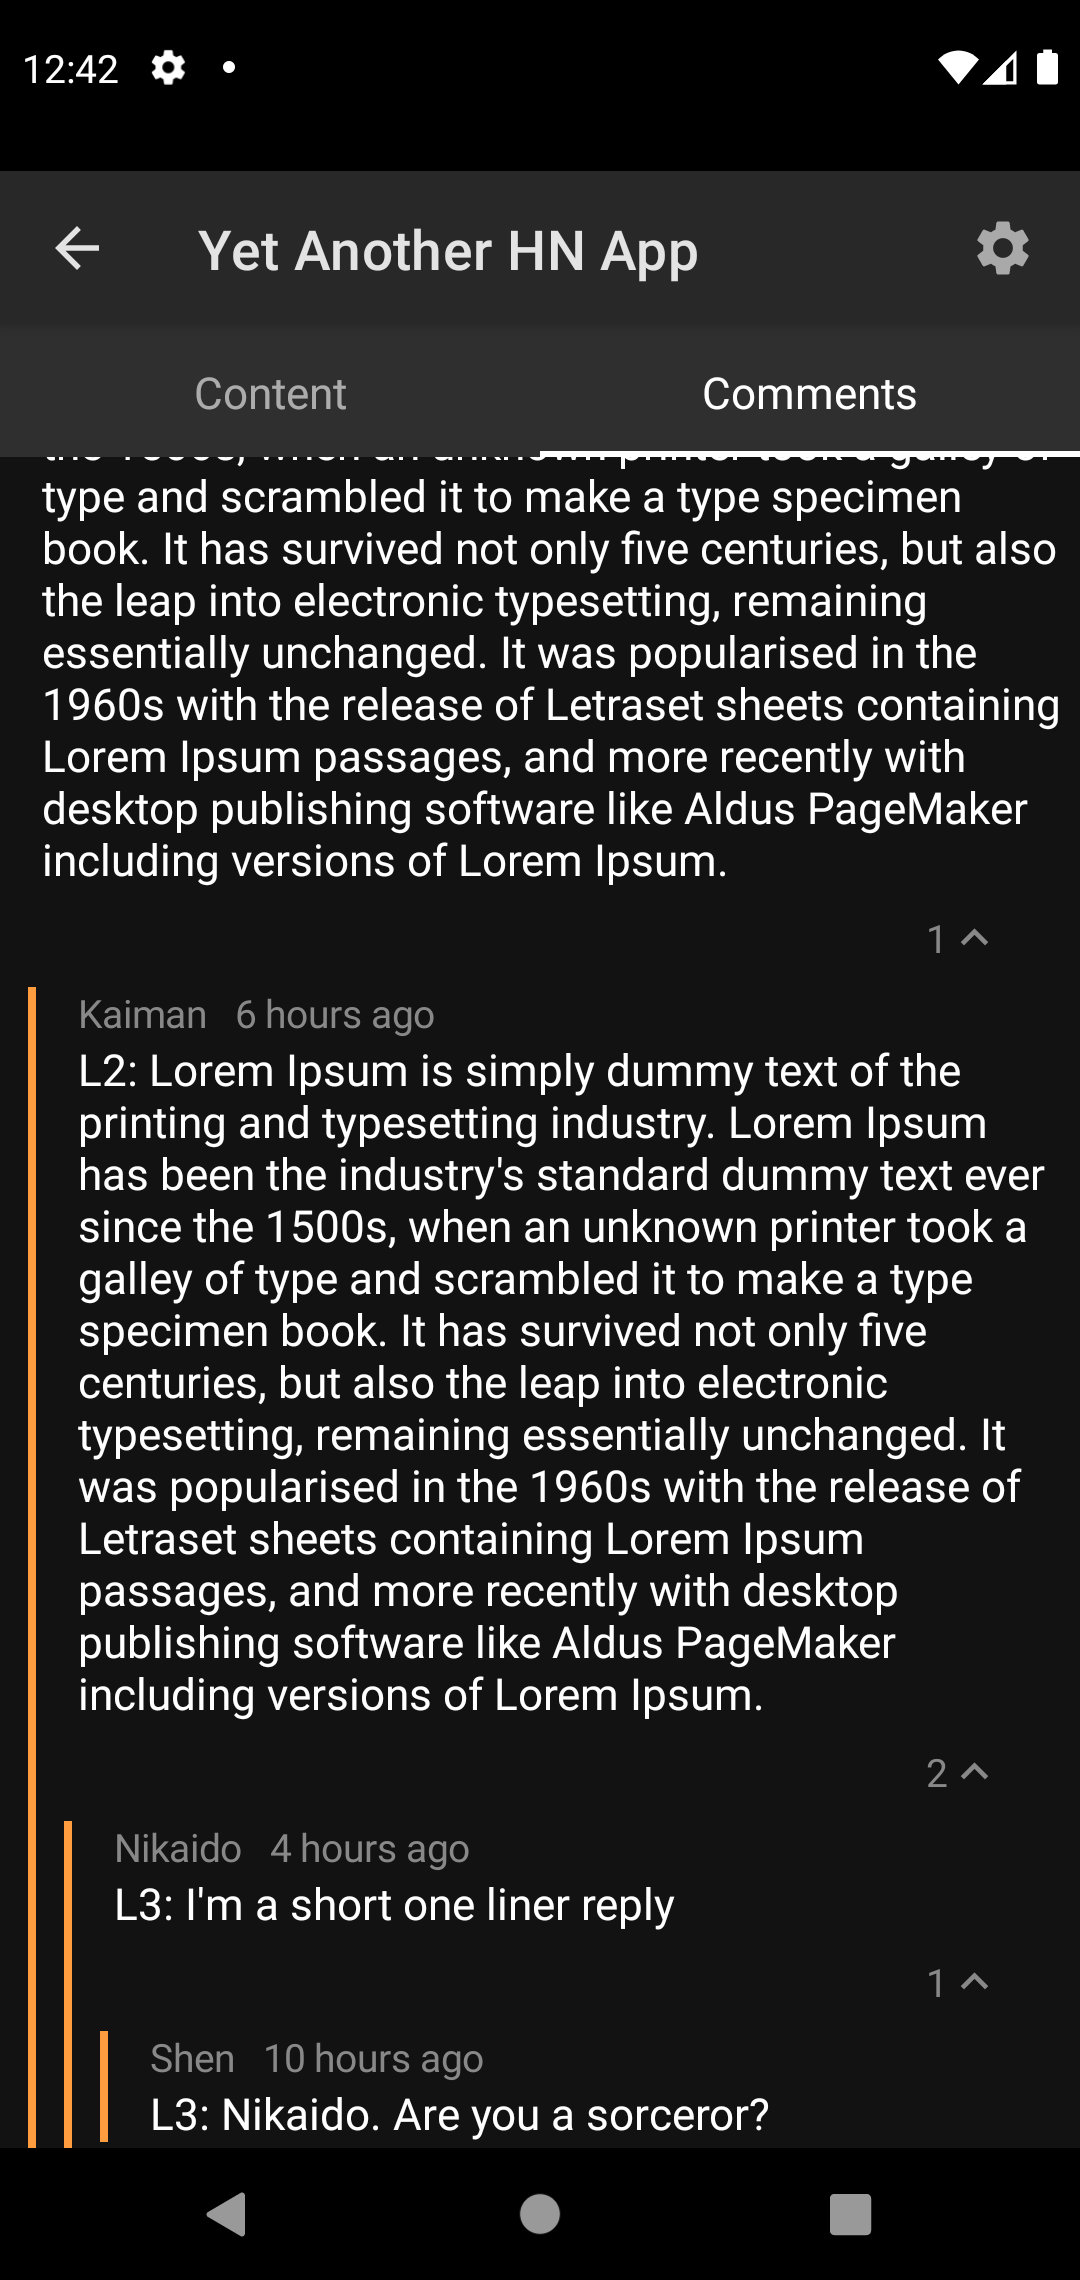 12:42
Yet Another HN App
Content
Comments
type and scrambled it to make a type specimen
book. It has survived not only five centuries, but also
the leap into electronic typesetting, remaining
essentially unchanged. It was popularised in the
1960s with the release of Letraset sheets containing
Lorem Ipsum passages, and more recently with
desktop publishing software like Aldus PageMaker
including versions of Lorem Ipsum.
1
Kaiman 6 hours ago
L2: Lorem Ipsum is simply dummy text of the
printing and typesetting industry. Lorem Ipsum
has been the industry's standard dummy text ever
since the 1500s, when an unknown printer took a
galley of type and scrambled it to make a type
specimen book. It has survived not only five
centuries, but also the leap into electronic
typesetting, remaining essentially unchanged. It
was popularised in the 1960s with the release of
Letraset sheets containing Lorem Ipsum
passages, and more recently with desktop
publishing software like Aldus PageMaker
including versions of Lorem Ipsum.
2
Nikaido 4 hours ago
L3: I'm a short one liner reply
1
Shen 10 hours ago
L3: Nikaido. Are you a sorceror?